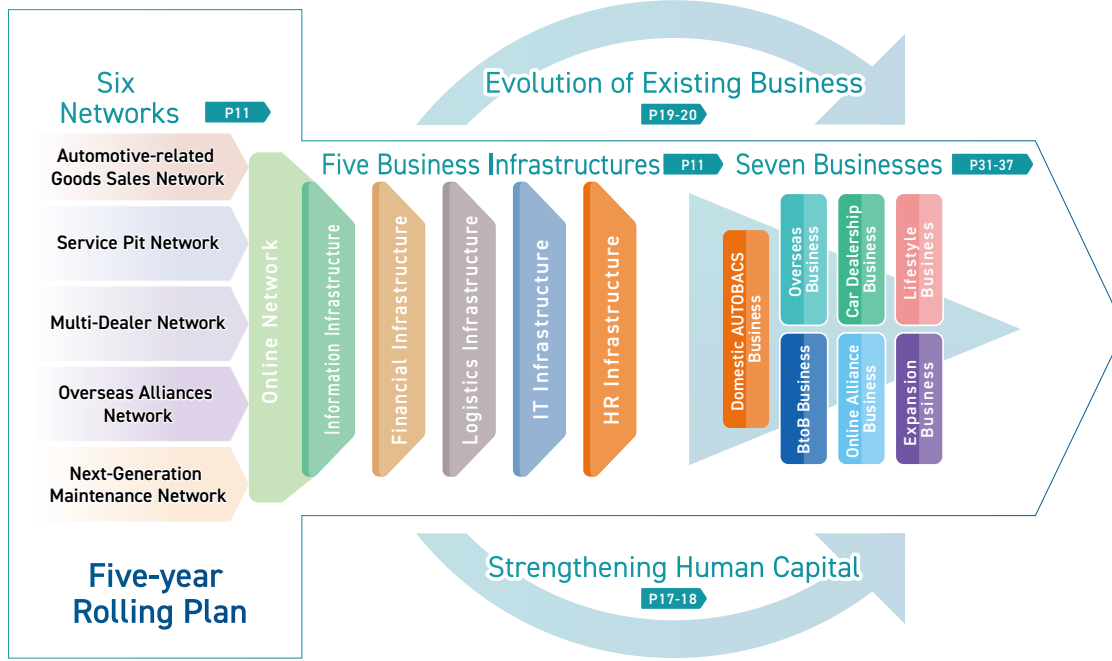 Six
Networks
P11
Automotive-related
Goods Sales Network
Service Pit Network
Multi-Dealer Network
Overseas Alliances
Network
Next-Generation
Maintenance Network
Online Network
Five-year
Rolling Plan
Evolution of Existing Business
P19-20
Five Business Infrastructures
P11
Information Infrastructure
Financial Infrastructure
Logistics Infrastructure
IT Infrastructure
HR Infrastructure
Seven Businesses
P31-37
Domestic AUTOBACS
Business
Overseas
Business
Car Dealership
Business
Lifestyle
Business
BtoB Business
Online Alliance
Business
Expansion
Business
Strengthening Human Capital
P17-18